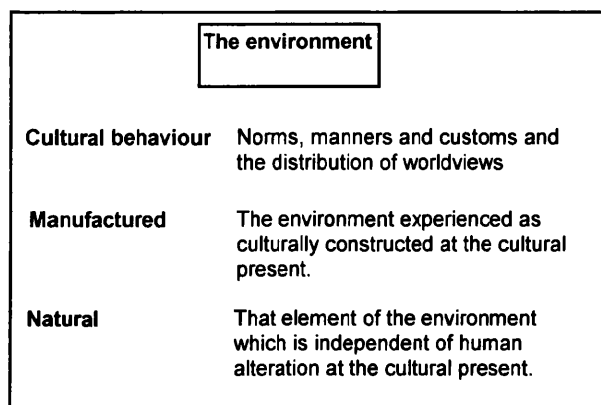 The environment
Cultural behaviour Norms, manners and customs and
the distribution of worldviews
Manufactured The environment experienced as
culturally constructed at the cultural
present.
Natural That element of the environment
which is independent of human
alteration at the cultural present.